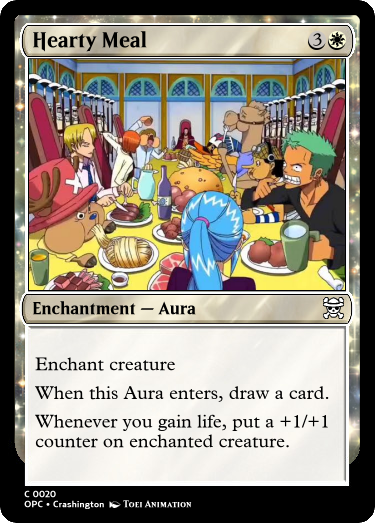 Hearty Meal 3
Enchantment — Aura
Enchant creature
When this Aura enters, draw a card.
Whenever you gain life, put a +1/+1
counter on enchanted creature.
C 0020
OPC • Crashington TOEI ANIMATION